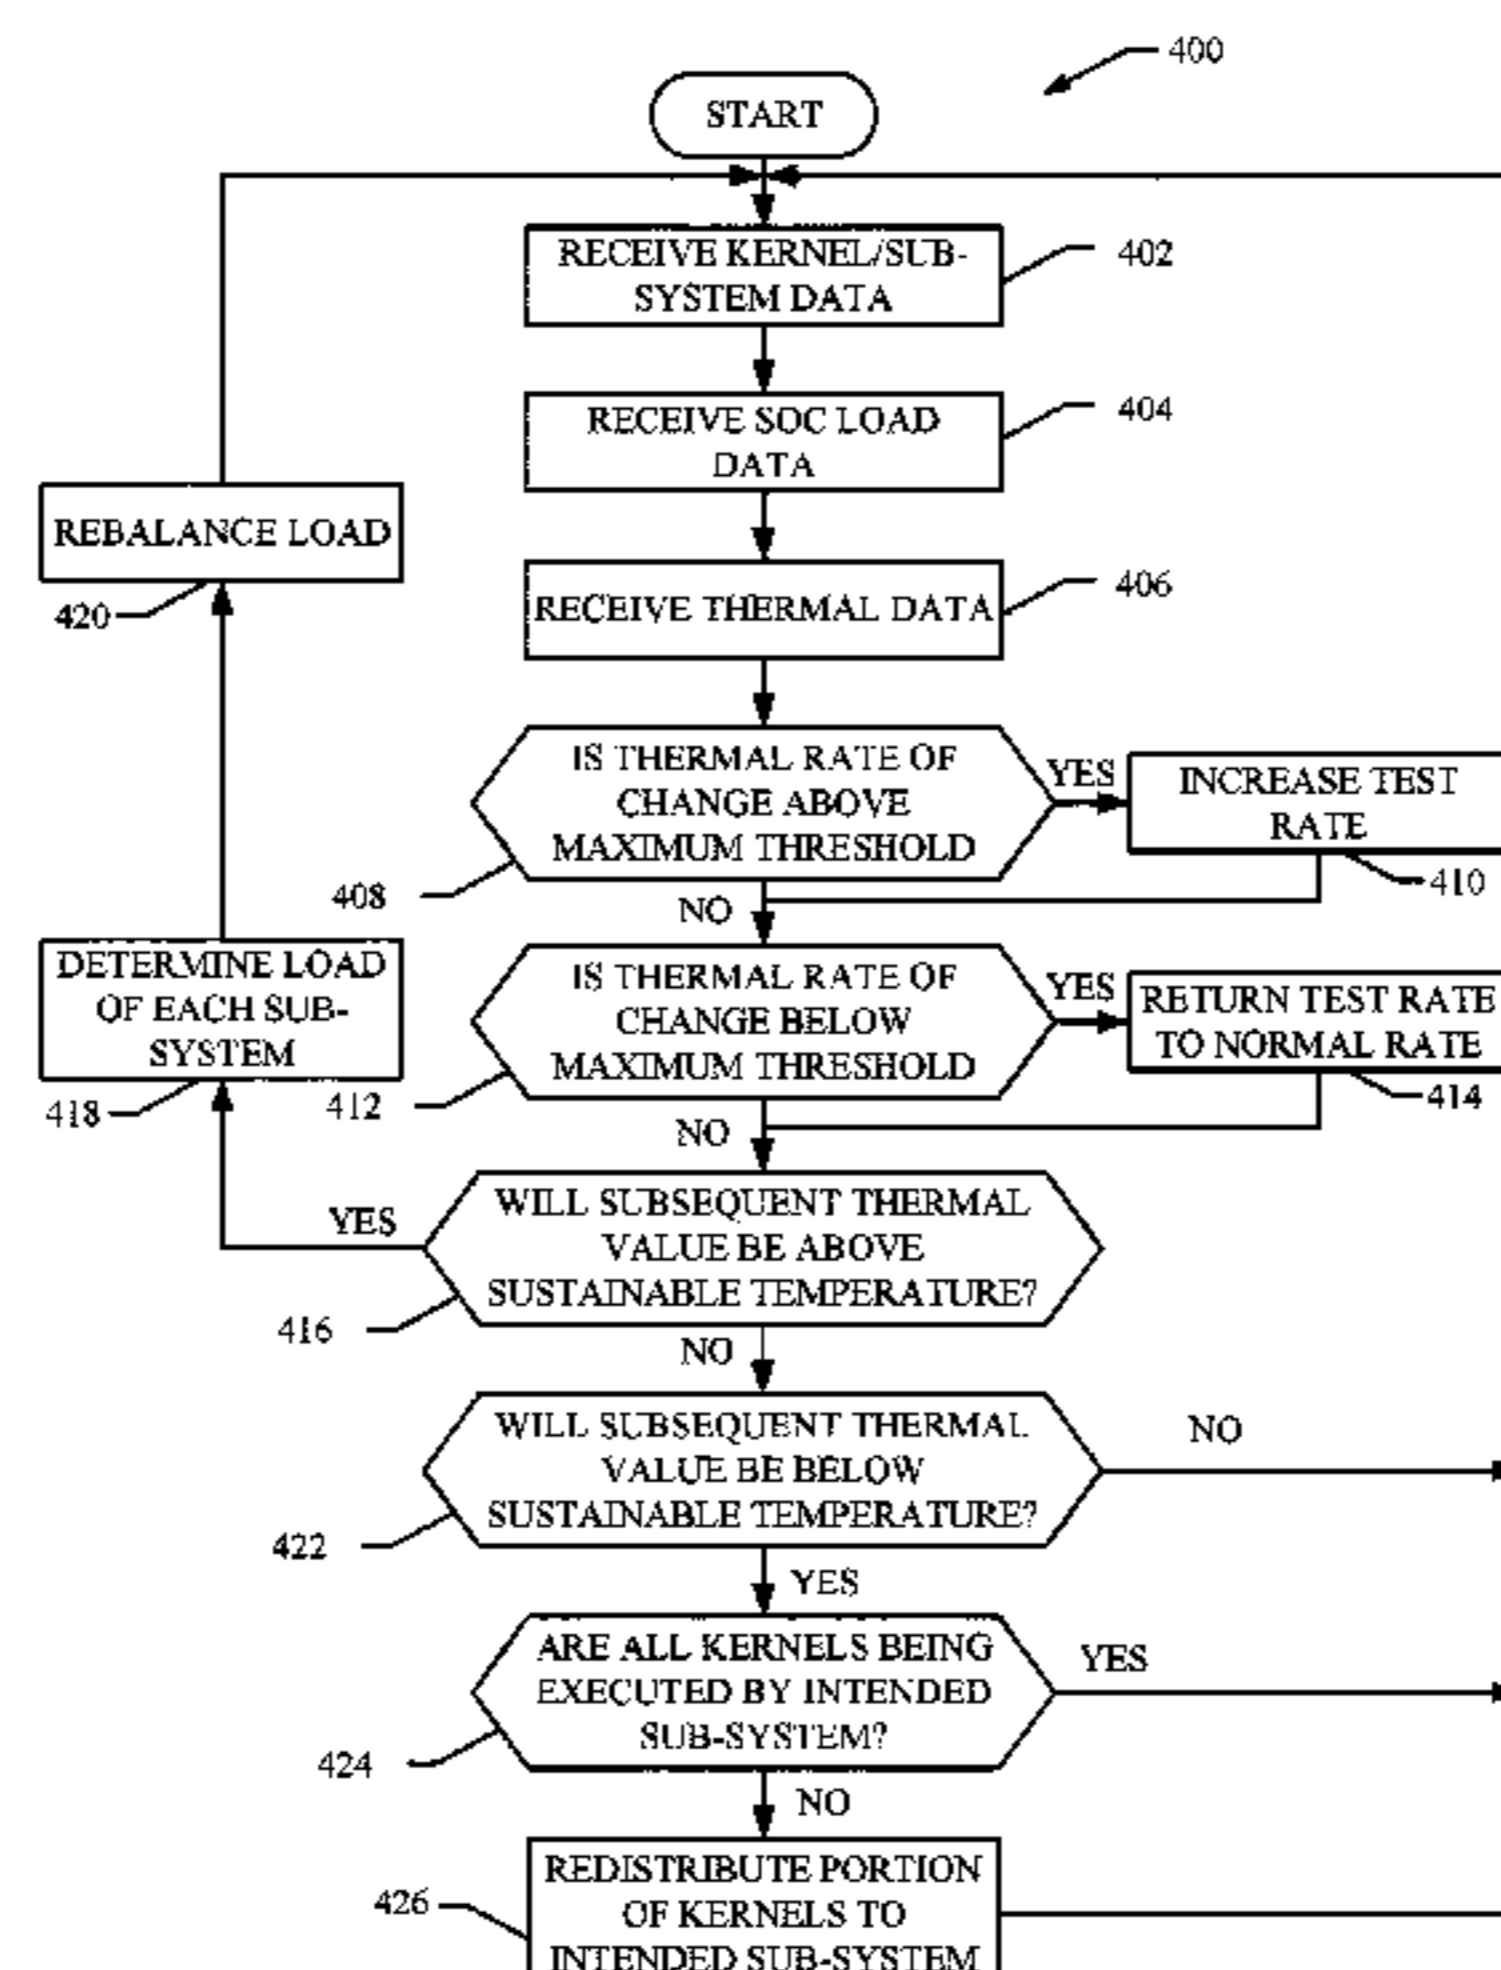 400
START
RECEIVE KERNEL/SUB-
SYSTEM DATA
402
RECEIVE SOC LOAD
DATA
404
REBALANCE LOAD
420
RECEIVE THERMAL DATA
406
IS THERMAL RATE OF
CHANGE ABOVE
MAXIMUM THRESHOLD
408
YES
INCREASE TEST
RATE
410
NO
DETERMINE LOAD
OF EACH SUB-
SYSTEM
418
IS THERMAL RATE OF
CHANGE BELOW
MAXIMUM THRESHOLD
412
YES
RETURN TEST RATE
TO NORMAL RATE
414
NO
YES
WILL SUBSEQUENT THERMAL
VALUE BE ABOVE
SUSTAINABLE TEMPERATURE?
416
NO
WILL SUBSEQUENT THERMAL
VALUE BE BELOW
SUSTAINABLE TEMPERATURE?
422
NO
YES
ARE ALL KERNELS BEING
EXECUTED BY INTENDED
SUB-SYSTEM?
424
YES
NO
REDISTRIBUTE PORTION
OF KERNELS TO
INTENDED SUB-SYSTEM
426